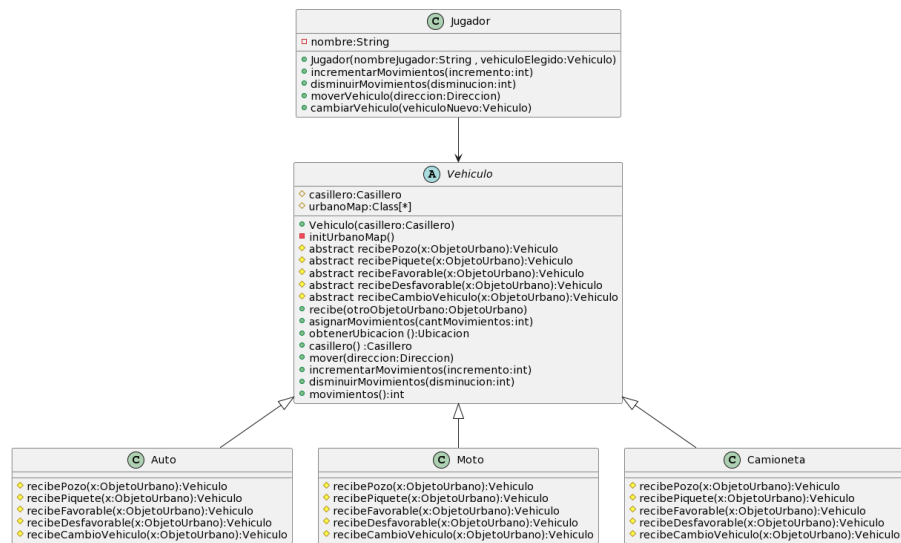 C Jugador
nombre:String
Jugador(nombreJugador:String , vehiculoElegido:Vehiculo)
incrementarMovimientos(incremento:int)
disminuirMovimientos(disminucion:int)
moverVehiculo(direccion:Direccion)
cambiarVehiculo(vehiculoNuevo:Vehiculo)
A Vehiculo
casillero:Casillero
urbanoMap:Class[*]
Vehiculo(casillero:Casillero)
initUrbanoMap()
abstract recibePozo(x:ObjetoUrbano):Vehiculo
abstract recibePiquete(x:ObjetoUrbano):Vehiculo
abstract recibeFavorable(x:ObjetoUrbano):Vehiculo
abstract recibeDesfavorable(x:ObjetoUrbano):Vehiculo
abstract recibeCambioVehiculo(x:ObjetoUrbano):Vehiculo
recibe(otroObjetoUrbano:ObjetoUrbano)
asignarMovimientos(cantMovimientos:int)
obtenerUbicacion ():Ubicacion
casillero() :Casillero
mover(direccion:Direccion)
incrementarMovimientos(incremento:int)
disminuirMovimientos(disminucion:int)
movimientos():int
C Auto
recibePozo(x:ObjetoUrbano):Vehiculo
recibePiquete(x:ObjetoUrbano):Vehiculo
recibeFavorable(x:ObjetoUrbano):Vehiculo
recibeDesfavorable(x:ObjetoUrbano):Vehiculo
recibeCambioVehiculo(x:ObjetoUrbano):Vehiculo
C Moto
recibePozo(x:ObjetoUrbano):Vehiculo
recibePiquete(x:ObjetoUrbano):Vehiculo
recibeFavorable(x:ObjetoUrbano):Vehiculo
recibeDesfavorable(x:ObjetoUrbano):Vehiculo
recibeCambioVehiculo(x:ObjetoUrbano):Vehiculo
C Camioneta
recibePozo(x:ObjetoUrbano):Vehiculo
recibePiquete(x:ObjetoUrbano):Vehiculo
recibeFavorable(x:ObjetoUrbano):Vehiculo
recibeDesfavorable(x:ObjetoUrbano):Vehiculo
recibeCambioVehiculo(x:ObjetoUrbano):Vehiculo